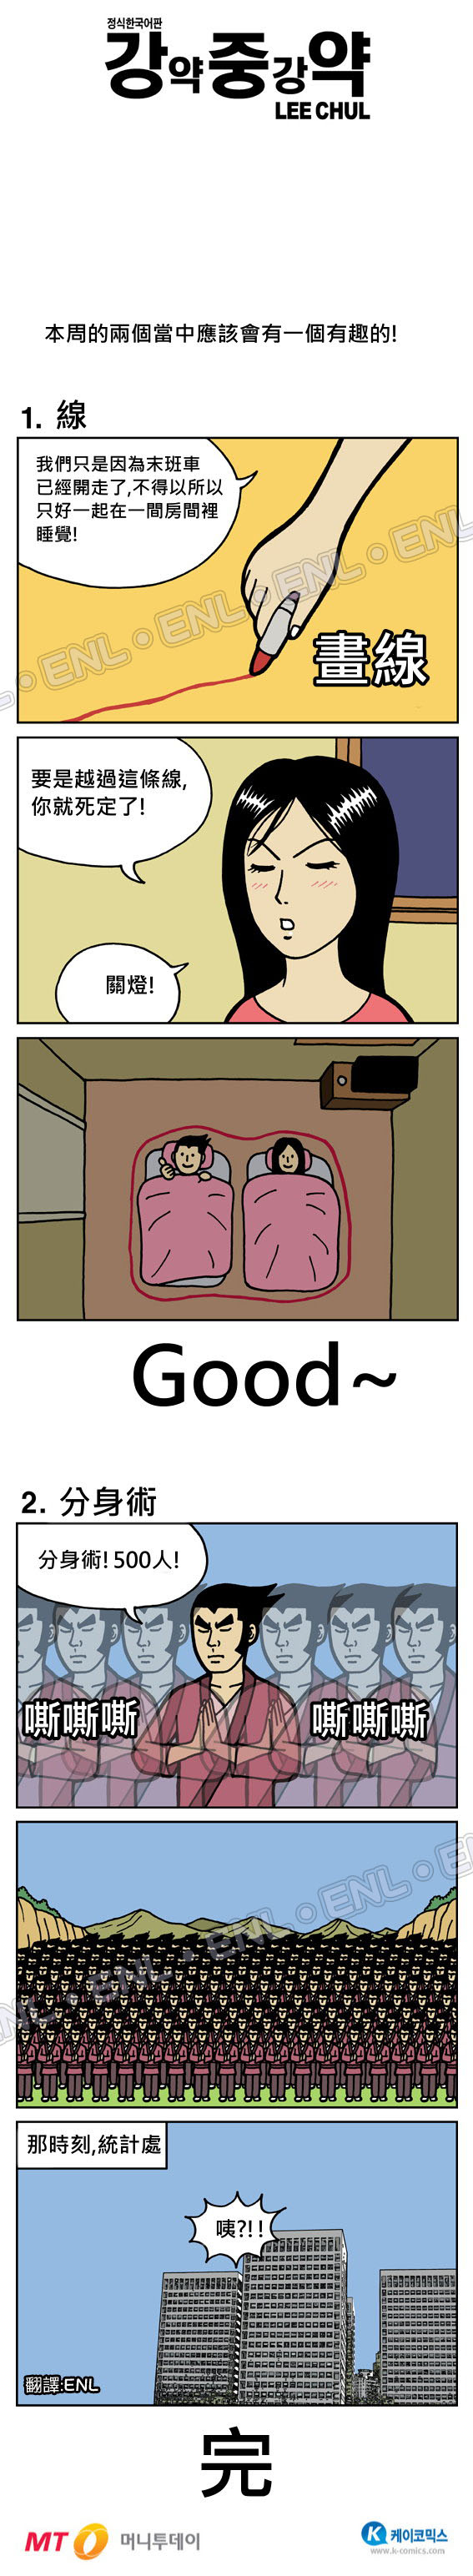 정식한국어판
강약중강약
LEE CHUL
本周的兩個當中應該會有一個有趣的!
1. 線
我們只是因為末班車
已經開走了,不得以所以
只好一起在一間房間裡
睡覺!
畫線
ENL ENL ENL ENL ENL
要是越過這條線,
你就死定了!
關燈!
Good~
2. 分身術
分身術! 500人!
嘶嘶嘶
嘶嘶嘶
ENL ENL ENL ENL ENL
那時刻,統計處
咦?!!
翻譯:ENL
完
MT 머니투데이
K 케이코믹스
www.k-comics.com